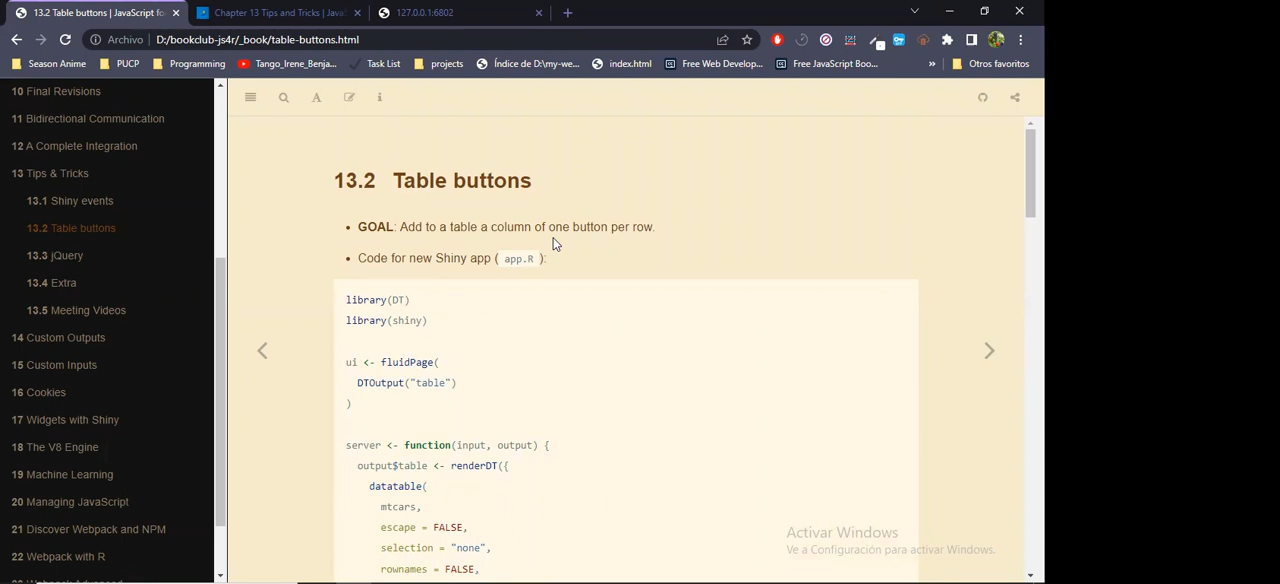 13.2 Table buttons | JavaScript fo
Chapter 13 Tips and Tricks | Java
127.0.0.1:6802
Archivo
D:/bookclub-js4r/_book/table-buttons.html
Season Anime
PUCP
Programming
Tango_Irene_Benja...
Task List
projects
Índice de D:\my-we...
index.html
Free Web Develop...
Free JavaScript Boo...
»
Otros favoritos
10 Final Revisions
11 Bidirectional Communication
12 A Complete Integration
13 Tips & Tricks
13.1 Shiny events
13.2 Table buttons
13.3 jQuery
13.4 Extra
13.5 Meeting Videos
14 Custom Outputs
15 Custom Inputs
16 Cookies
17 Widgets with Shiny
18 The V8 Engine
19 Machine Learning
20 Managing JavaScript
21 Discover Webpack and NPM
22 Webpack with R
13.2 Table buttons
• GOAL: Add to a table a column of one button per row.
• Code for new Shiny app ( app.R ):
library(DT)
library(shiny)
ui <- fluidPage(
DTOutput("table")
)
server <- function(input, output) {
output$table <- renderDT({
datatable(
mtcars,
escape = FALSE,
selection = "none",
rownames = FALSE,
Activar Windows
Ve a Configuración para activar Windows.